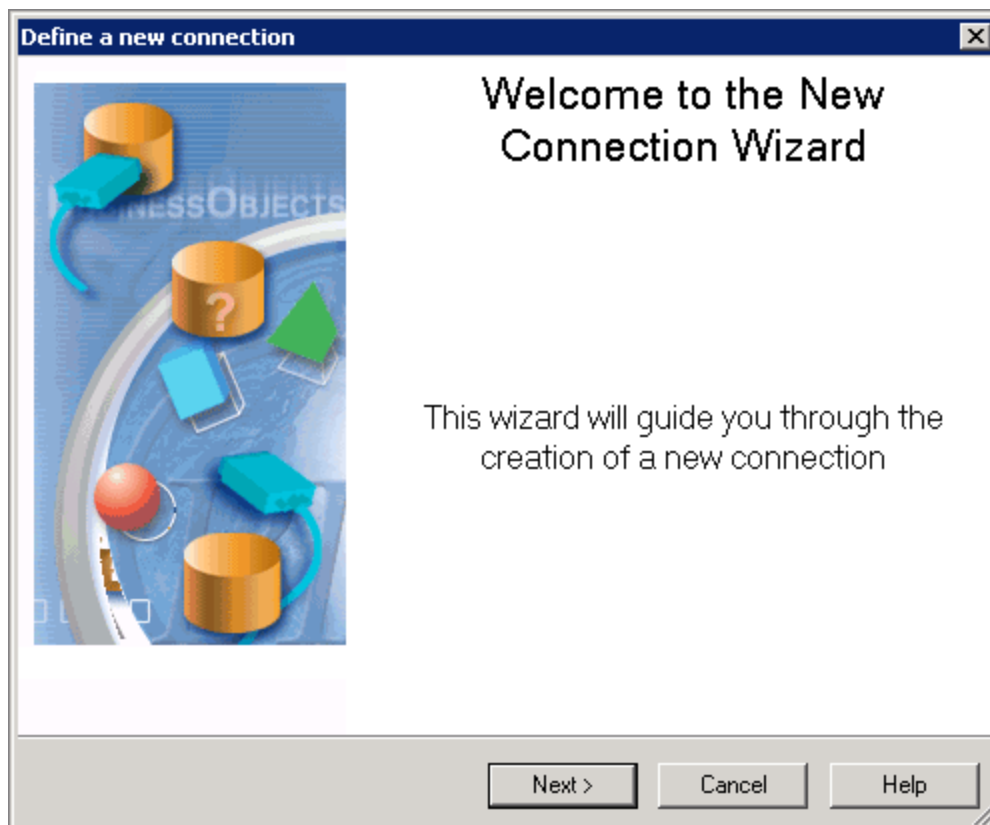 Define a new connection
Welcome to the New
Connection Wizard
BUSINESSOBJECTS
?
This wizard will guide you through the
creation of a new connection
Next >
Cancel
Help